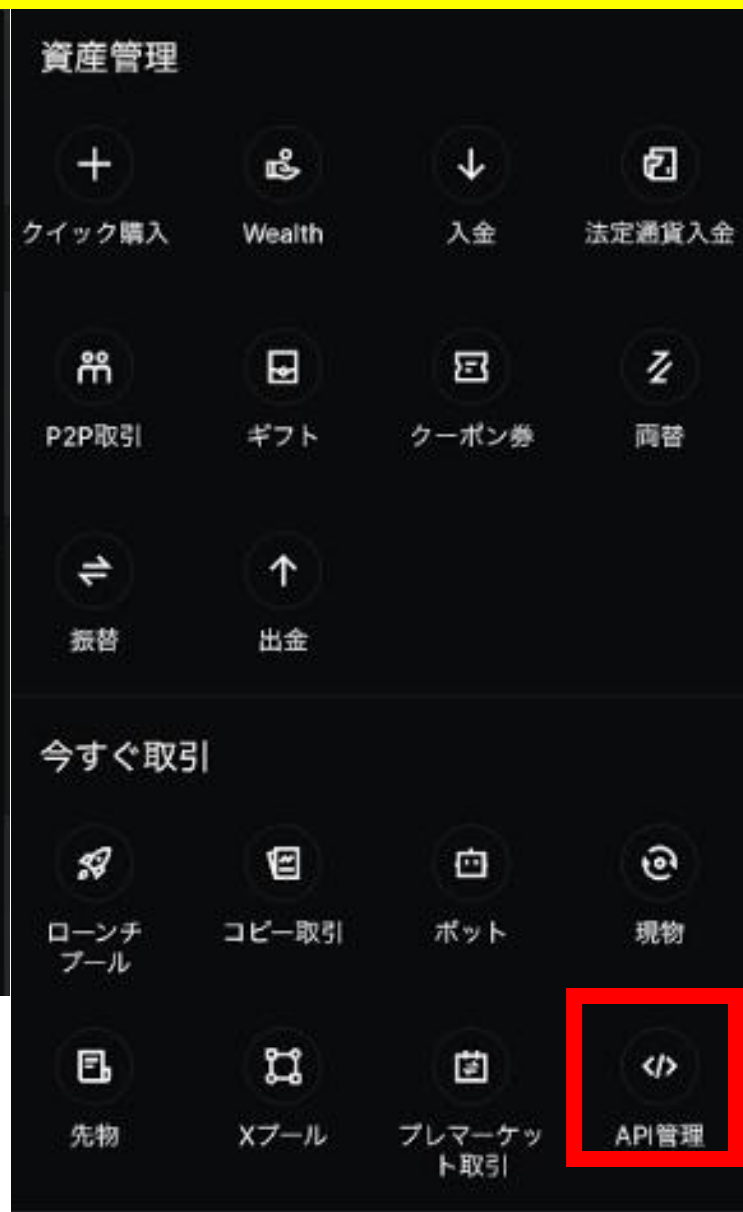 資産管理
クイック購入 Wealth 入金 法定通貨入金
P2P取引 ギフト クーポン券 両替
振替 出金
今すぐ取引
ローンチ コピー取引 ボット 現物
プール
先物 Xプール プレマーケッ API管理
ト取引